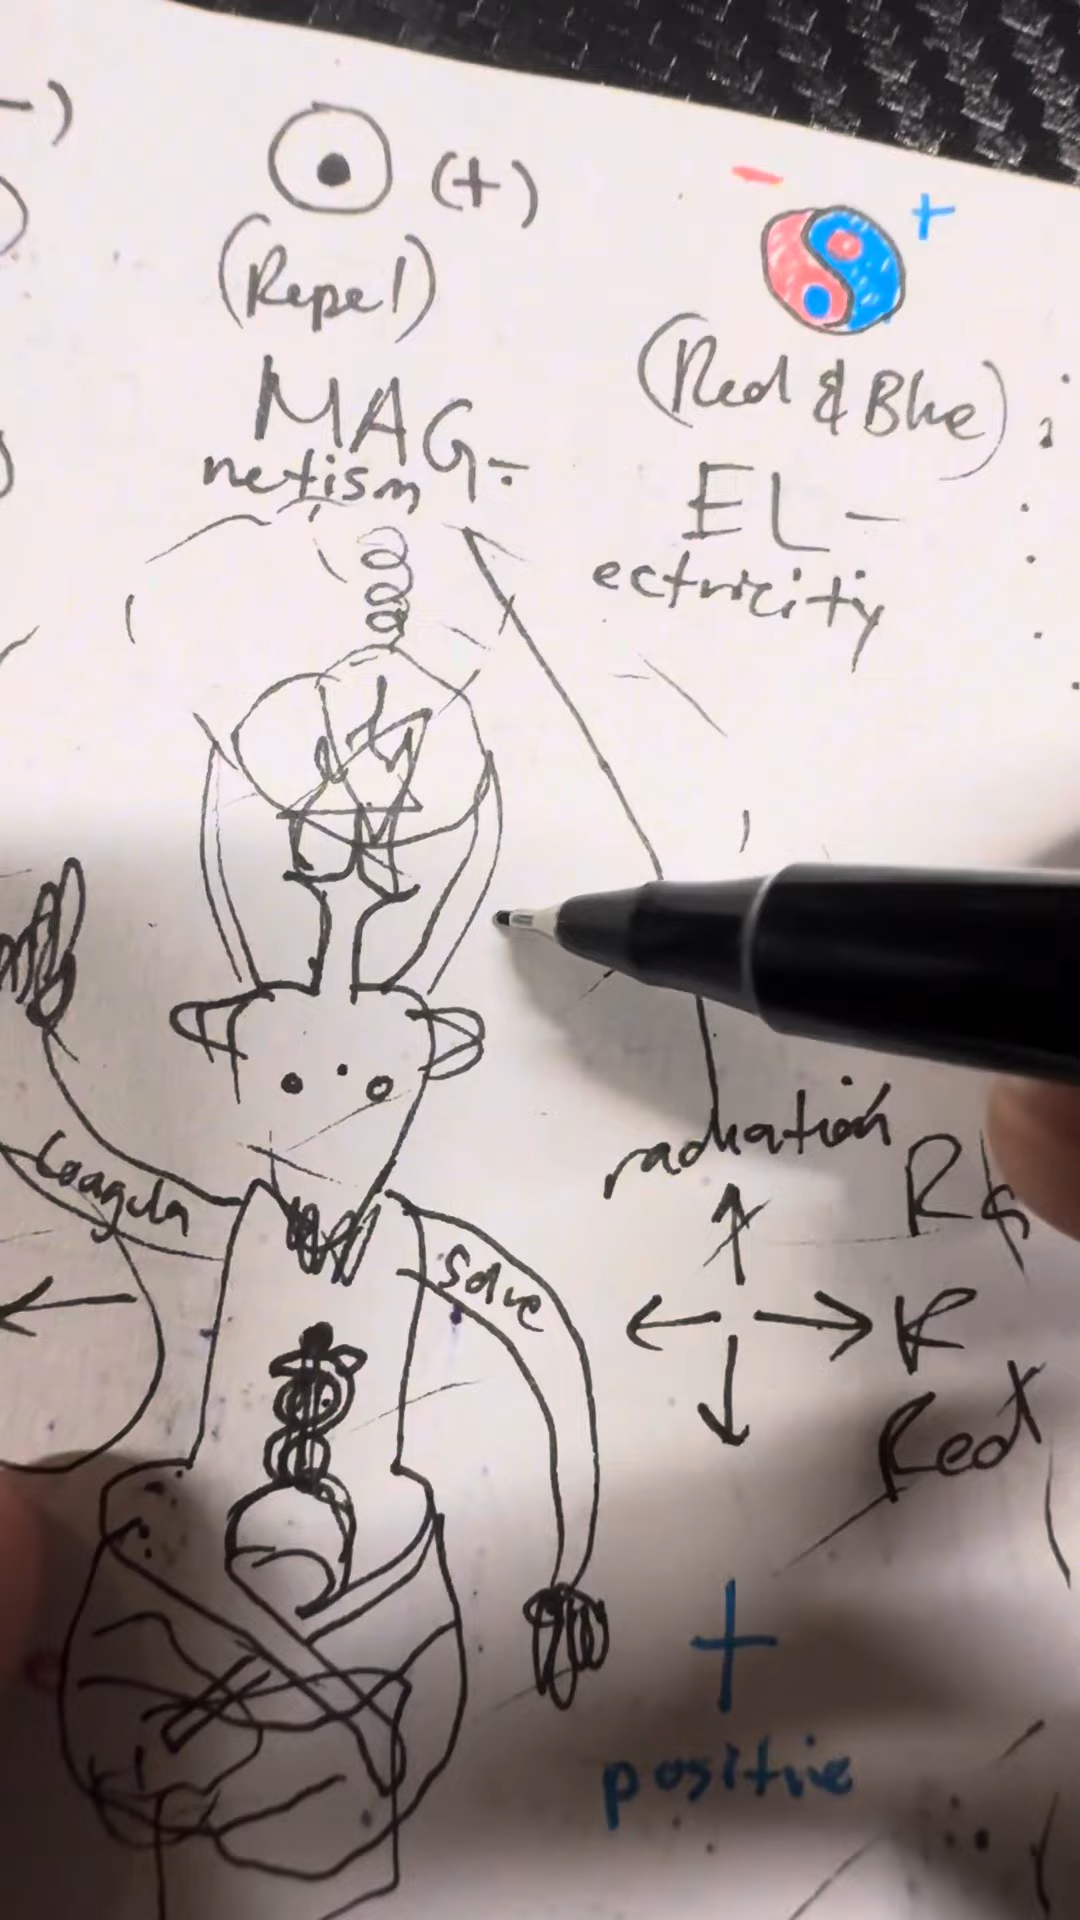 (+)
(Repel)
MAG-
netism
- +
(Red & Blue)
EL-
ectricity
Coagula
Solve
radiation
R
Red
+
positive